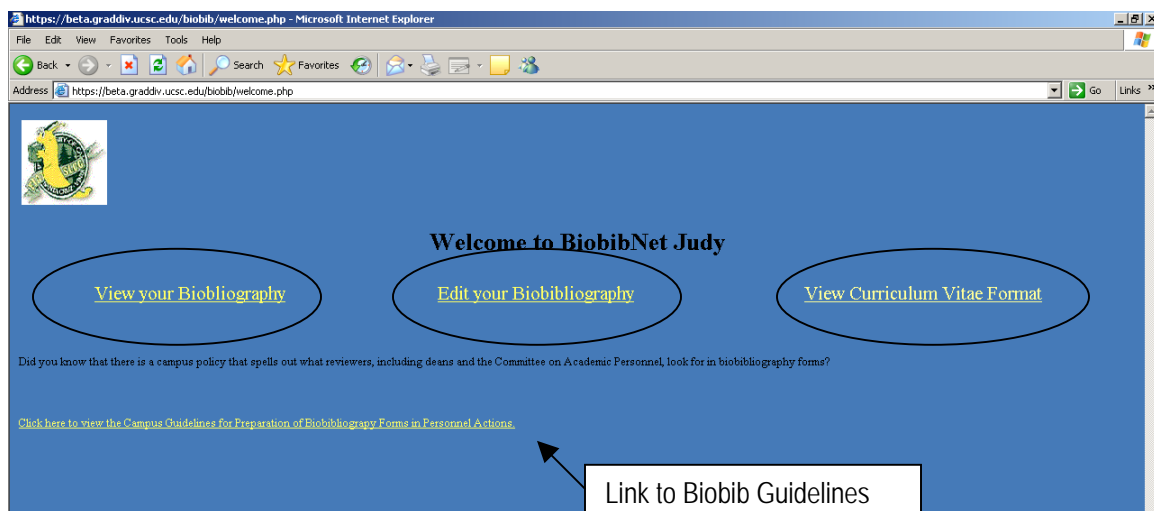 https://beta.graddiv.ucsc.edu/biobib/welcome.php - Microsoft Internet Explorer
File Edit View Favorites Tools Help
Back Search Favorites
Address https://beta.graddiv.ucsc.edu/biobib/welcome.php Go Links »
Welcome to BiobibNet Judy
View your Biobliography Edit your Biobibliography View Curriculum Vitae Format
Did you know that there is a campus policy that spells out what reviewers, including deans and the Committee on Academic Personnel, look for in biobibliography forms?
Click here to view the Campus Guidelines for Preparation of Biobibliograpy Forms in Personnel Actions.
Link to Biobib Guidelines